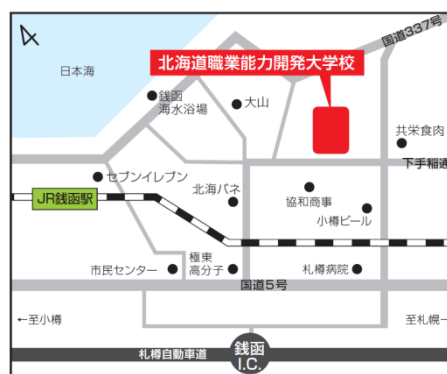 国道337号
北海道職業能力開発大学校
日本海
銭函
海水浴場
大山
共栄食肉
下手稲通
セブンイレブン
北海バネ
協和商事
JR銭函駅
小樽ビール
市民センター
極東
高分子
札樽病院
国道5号
←至小樽
至札幌→
札樽自動車道
銭函
I.C.